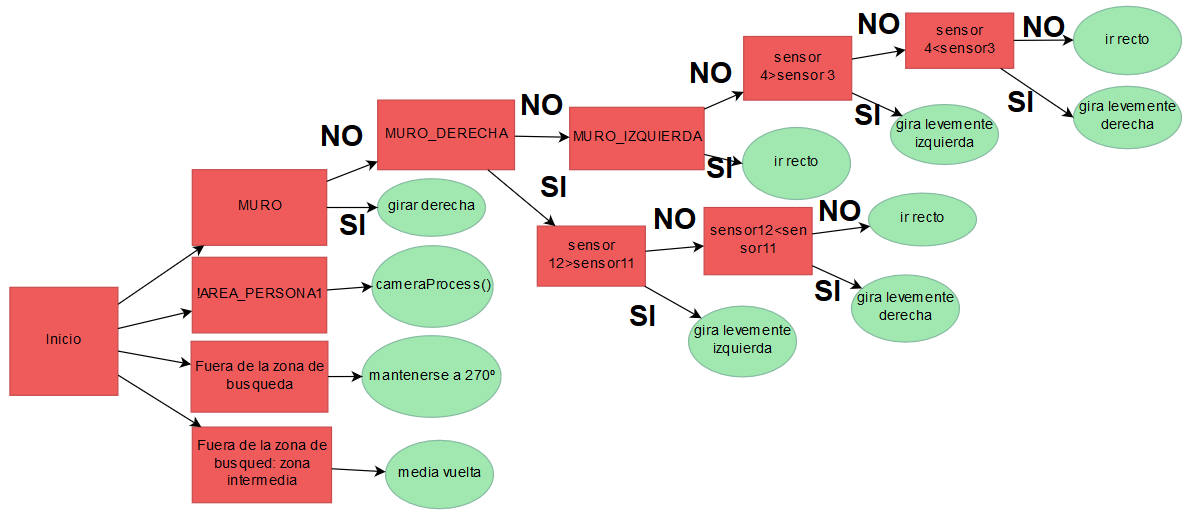 NO
sensor
4<sensor3
NO
ir recto
NO
sensor
4>sensor 3
SI
gira levemente
derecha
NO
MURO_DERECHA
NO
MURO_IZQUIERDA
SI
gira levemente
izquierda
SI
ir recto
MURO
SI
girar derecha
SI
sensor
12>sensor11
NO
sensor12<sen
sor11
NO
ir recto
SI
gira levemente
derecha
SI
gira levemente
izquierda
Inicio
!AREA_PERSONA1
cameraProcess()
Fuera de la zona de
busqueda
mantenerse a 270º
Fuera de la zona de
busqued: zona
intermedia
media vuelta